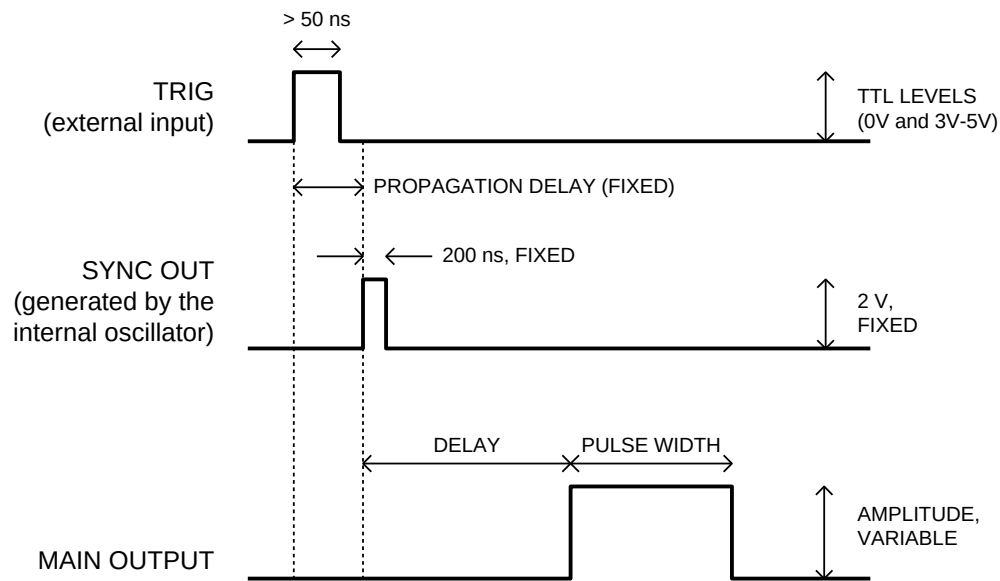 > 50 ns
TRIG
(external input)
TTL LEVELS
(0V and 3V-5V)
PROPAGATION DELAY (FIXED)
200 ns, FIXED
SYNC OUT
(generated by the
internal oscillator)
2 V,
FIXED
DELAY
PULSE WIDTH
AMPLITUDE,
VARIABLE
MAIN OUTPUT